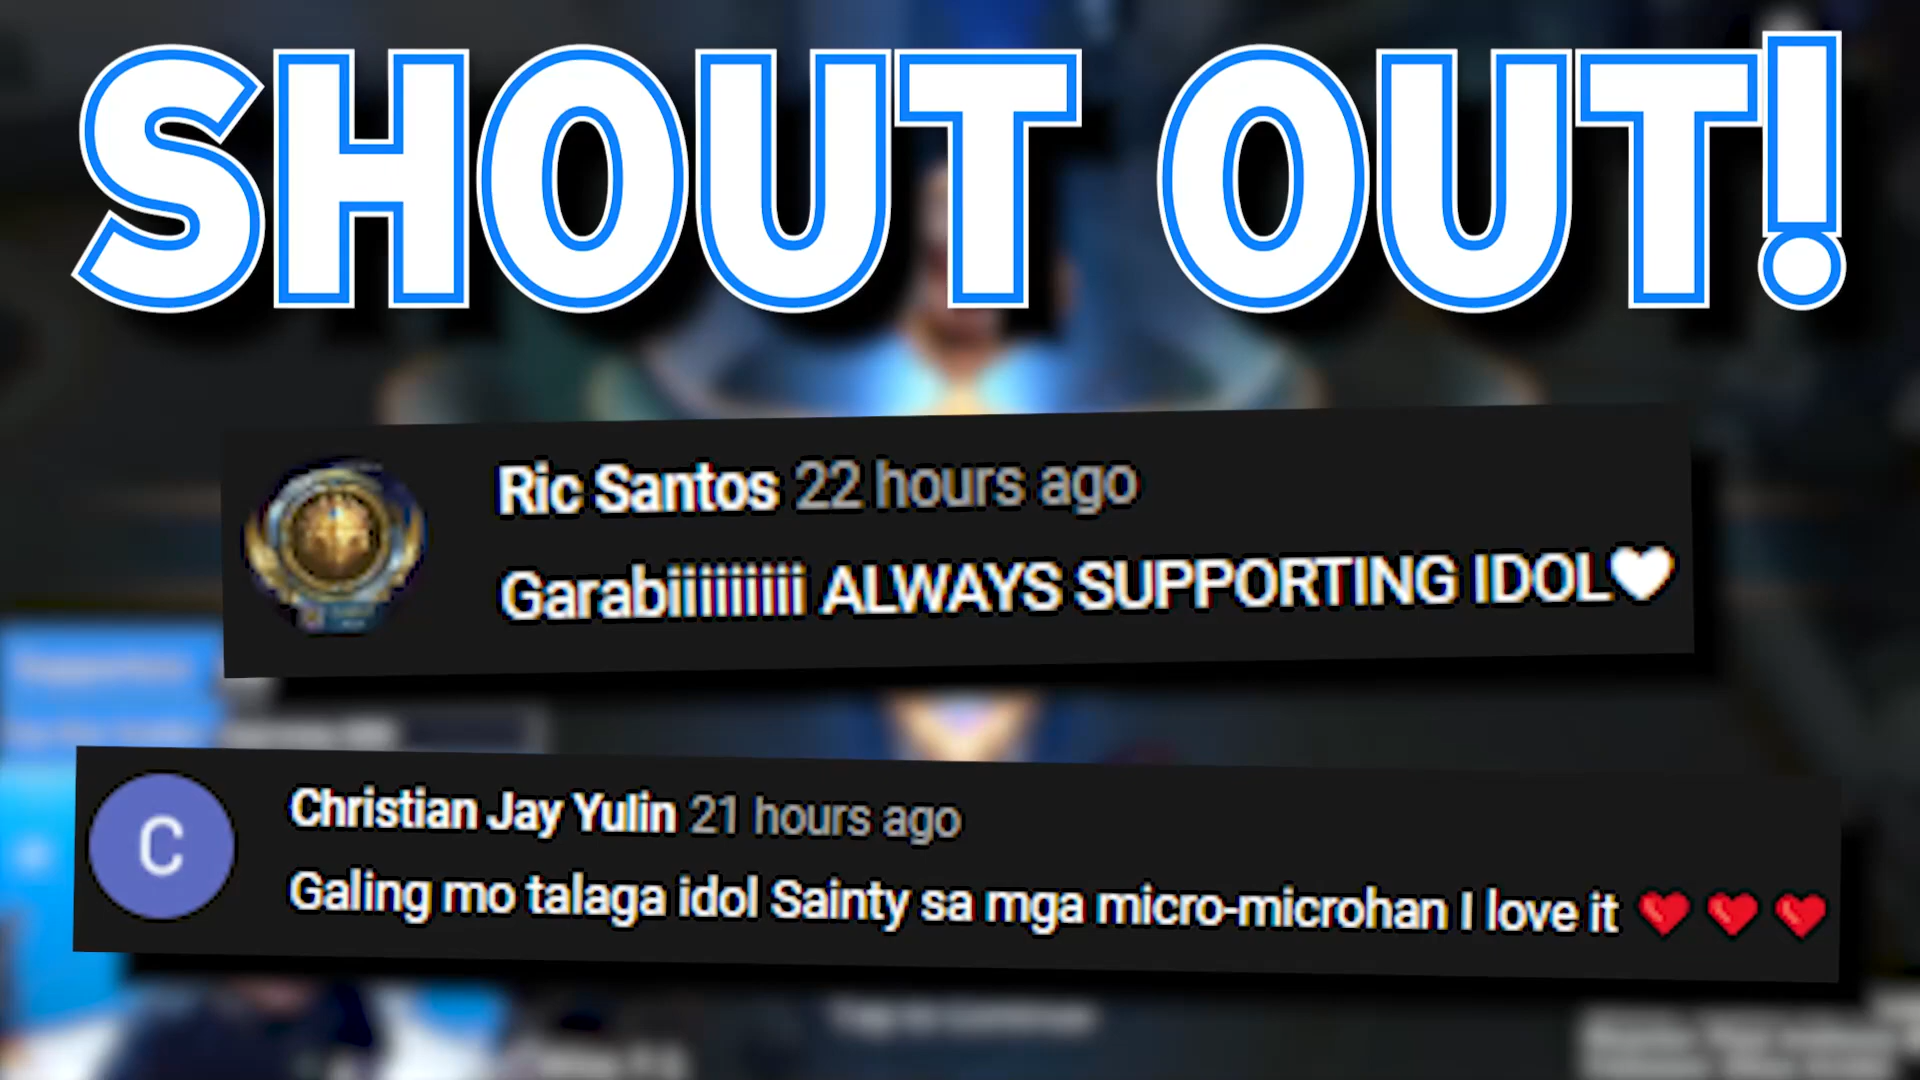 SHOUT OUT!
Ric Santos 22 hours ago
Garabiiiiiiiiii ALWAYS SUPPORTING IDOL🤍
C
Christian Jay Yulin 21 hours ago
Galing mo talaga idol Sainty sa mga micro-microhan I love it ❤️ ❤️ ❤️